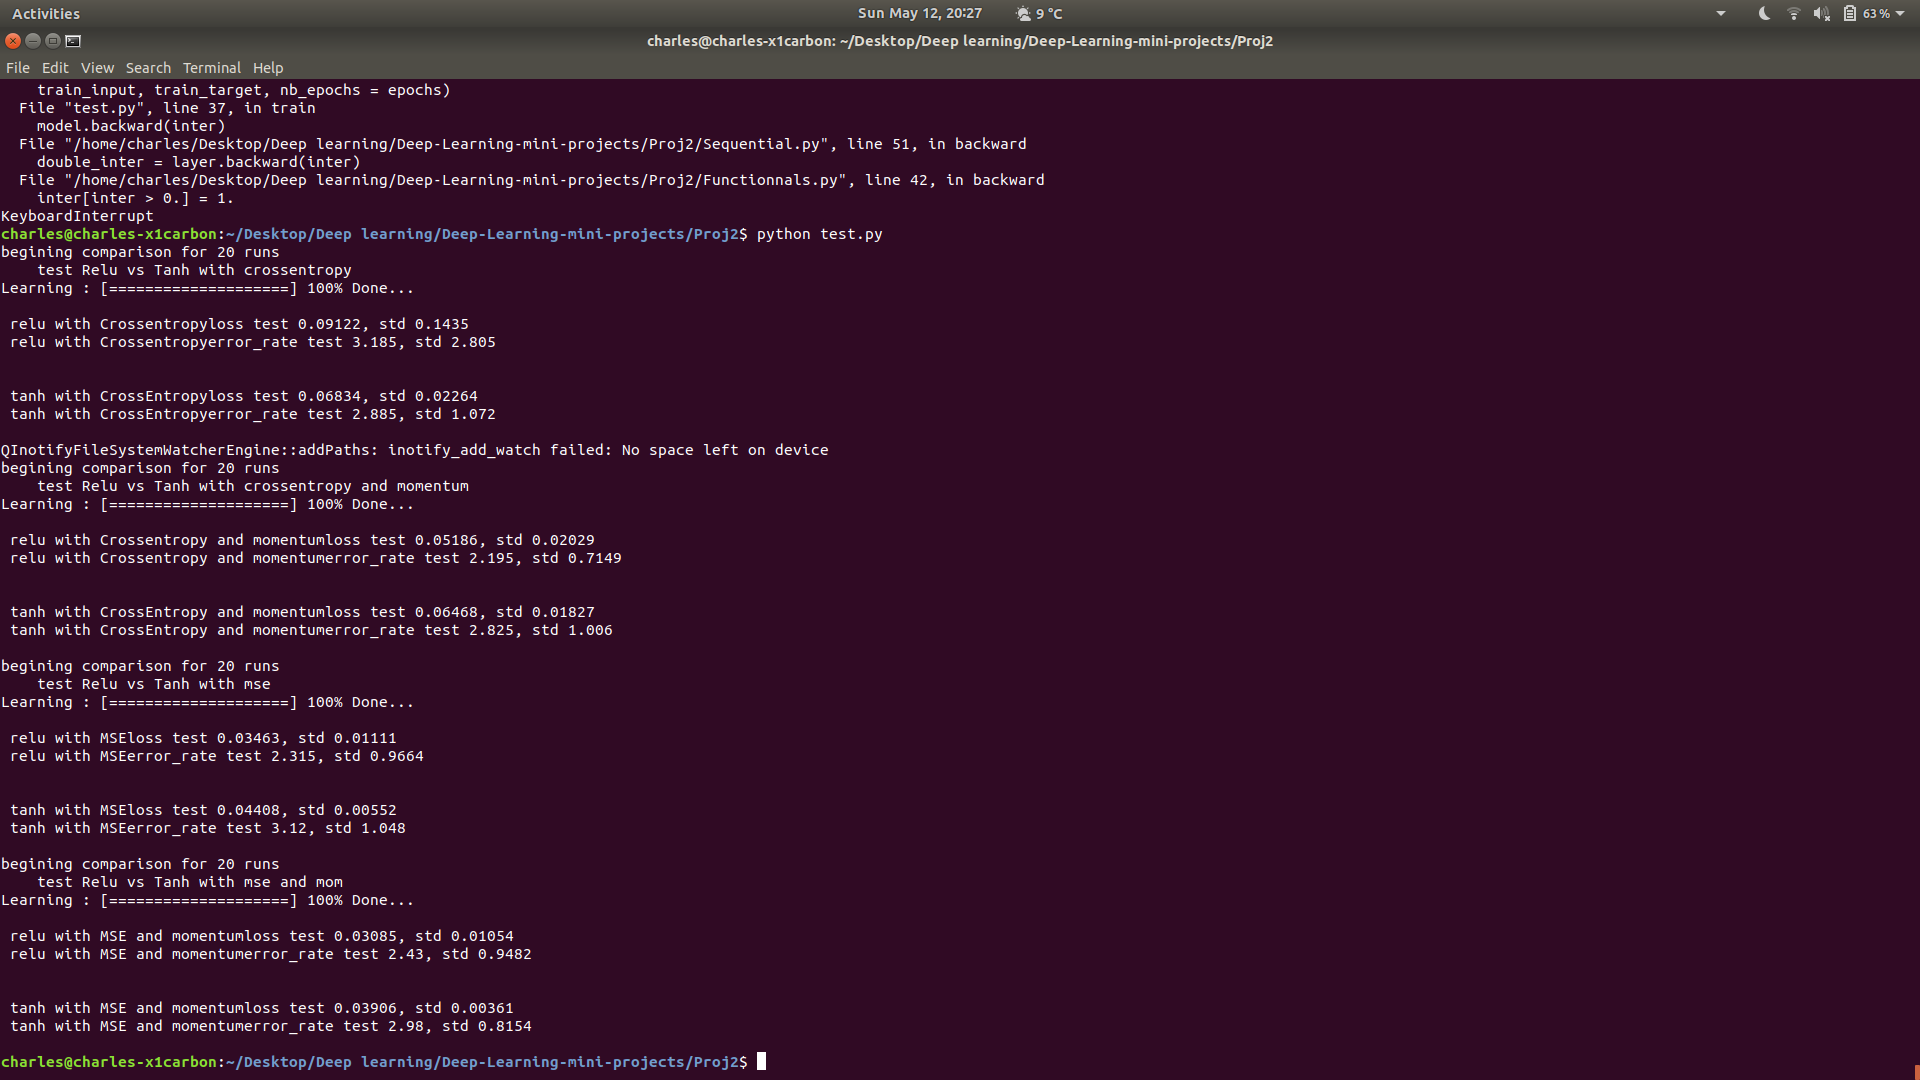 Activities
Sun May 12, 20:27
9 °C
63 %
charles@charles-x1carbon: ~/Desktop/Deep learning/Deep-Learning-mini-projects/Proj2
File Edit View Search Terminal Help
train_input, train_target, nb_epochs = epochs)
File "test.py", line 37, in train
model.backward(inter)
File "/home/charles/Desktop/Deep learning/Deep-Learning-mini-projects/Proj2/Sequential.py", line 51, in backward
double_inter = layer.backward(inter)
File "/home/charles/Desktop/Deep learning/Deep-Learning-mini-projects/Proj2/Functionnals.py", line 42, in backward
inter[inter > 0.] = 1.
KeyboardInterrupt
charles@charles-x1carbon:~/Desktop/Deep learning/Deep-Learning-mini-projects/Proj2$ python test.py
begining comparison for 20 runs
test Relu vs Tanh with crossentropy
Learning : [====================] 100% Done...
relu with Crossentropyloss test 0.09122, std 0.1435
relu with Crossentropyerror_rate test 3.185, std 2.805
tanh with CrossEntropyloss test 0.06834, std 0.02264
tanh with CrossEntropyerror_rate test 2.885, std 1.072
QInotifyFileSystemWatcherEngine::addPaths: inotify_add_watch failed: No space left on device
begining comparison for 20 runs
test Relu vs Tanh with crossentropy and momentum
Learning : [====================] 100% Done...
relu with Crossentropy and momentumloss test 0.05186, std 0.02029
relu with Crossentropy and momentumerror_rate test 2.195, std 0.7149
tanh with CrossEntropy and momentumloss test 0.06468, std 0.01827
tanh with CrossEntropy and momentumerror_rate test 2.825, std 1.006
begining comparison for 20 runs
test Relu vs Tanh with mse
Learning : [====================] 100% Done...
relu with MSEloss test 0.03463, std 0.01111
relu with MSEerror_rate test 2.315, std 0.9664
tanh with MSEloss test 0.04408, std 0.00552
tanh with MSEerror_rate test 3.12, std 1.048
begining comparison for 20 runs
test Relu vs Tanh with mse and mom
Learning : [====================] 100% Done...
relu with MSE and momentumloss test 0.03085, std 0.01054
relu with MSE and momentumerror_rate test 2.43, std 0.9482
tanh with MSE and momentumloss test 0.03906, std 0.00361
tanh with MSE and momentumerror_rate test 2.98, std 0.8154
charles@charles-x1carbon:~/Desktop/Deep learning/Deep-Learning-mini-projects/Proj2$